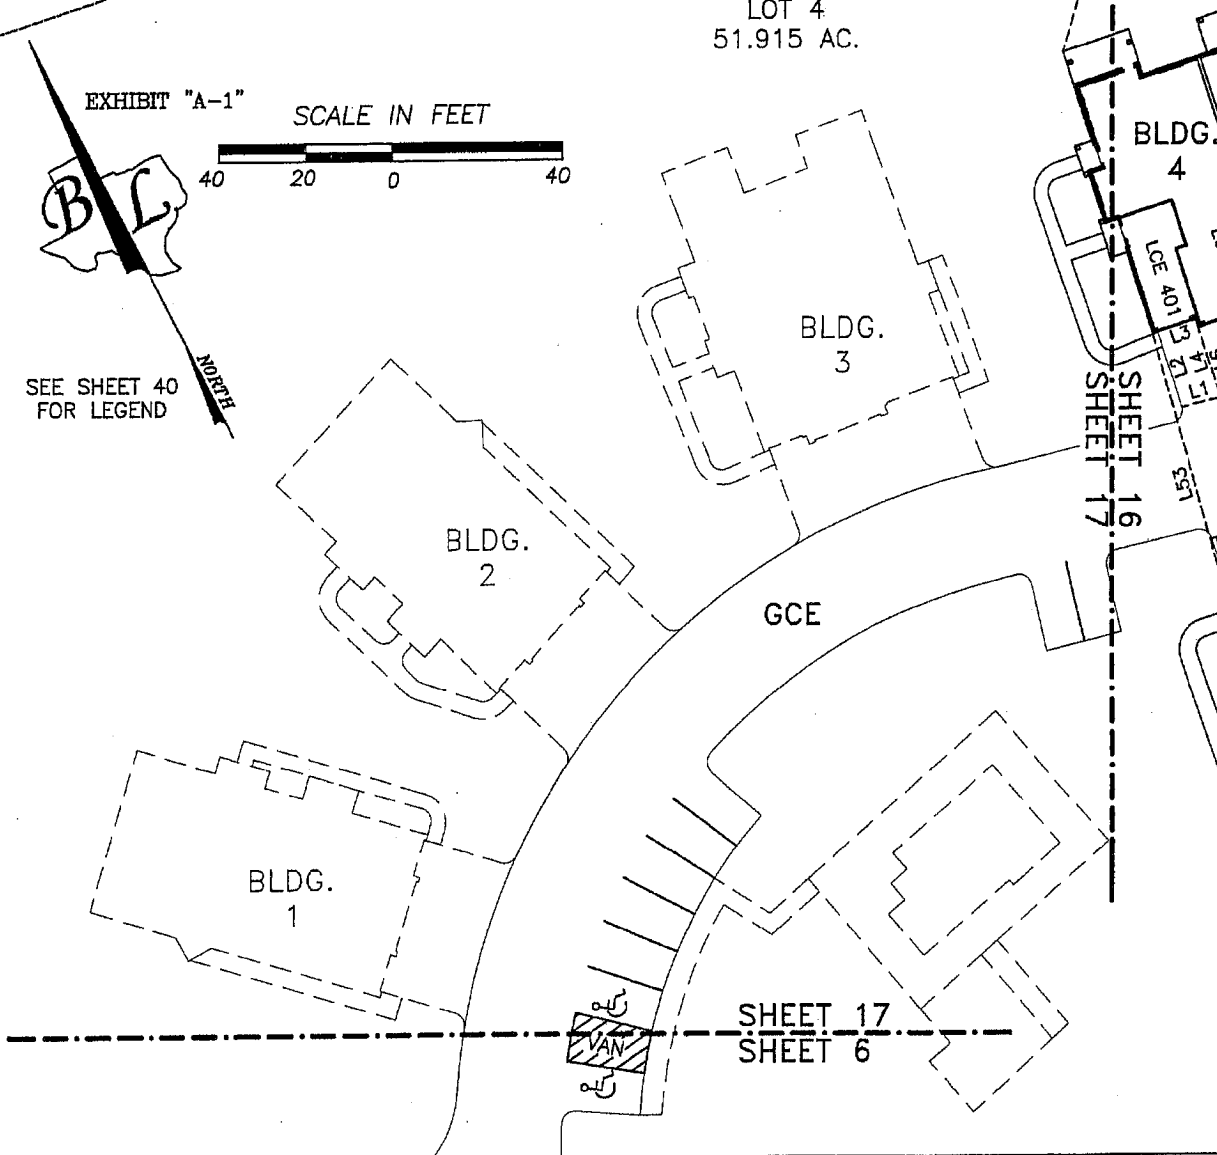 LOT 4
51.915 AC.
EXHIBIT "A-1"
SCALE IN FEET
40 20 0 40
B L
NORTH
SEE SHEET 40
FOR LEGEND
BLDG.
4
LCE 401
L3
L2
L4
L1
L53
BLDG.
3
SHEET 16
SHEET 17
BLDG.
2
GCE
BLDG.
1
VAN
SHEET 17
SHEET 6